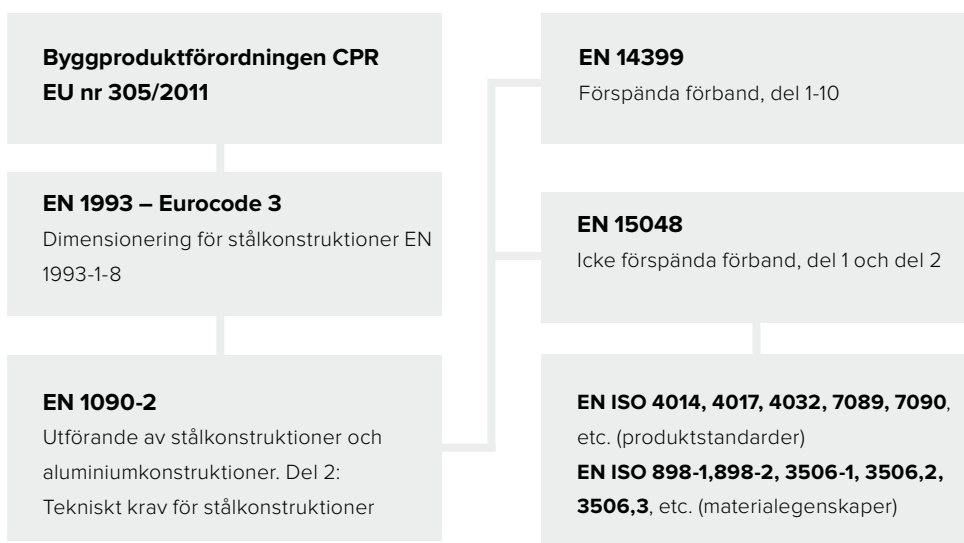 Byggproduktförordningen CPR
EU nr 305/2011
EN 1993 – Eurocode 3
Dimensionering för stålkonstruktioner EN
1993-1-8
EN 1090-2
Utförande av stålkonstruktioner och
aluminiumkonstruktioner. Del 2:
Tekniskt krav för stålkonstruktioner
EN 14399
Förspända förband, del 1-10
EN 15048
Icke förspända förband, del 1 och del 2
EN ISO 4014, 4017, 4032, 7089, 7090,
etc. (produktstandarder)
EN ISO 898-1,898-2, 3506-1, 3506,2,
3506,3, etc. (materialegenskaper)